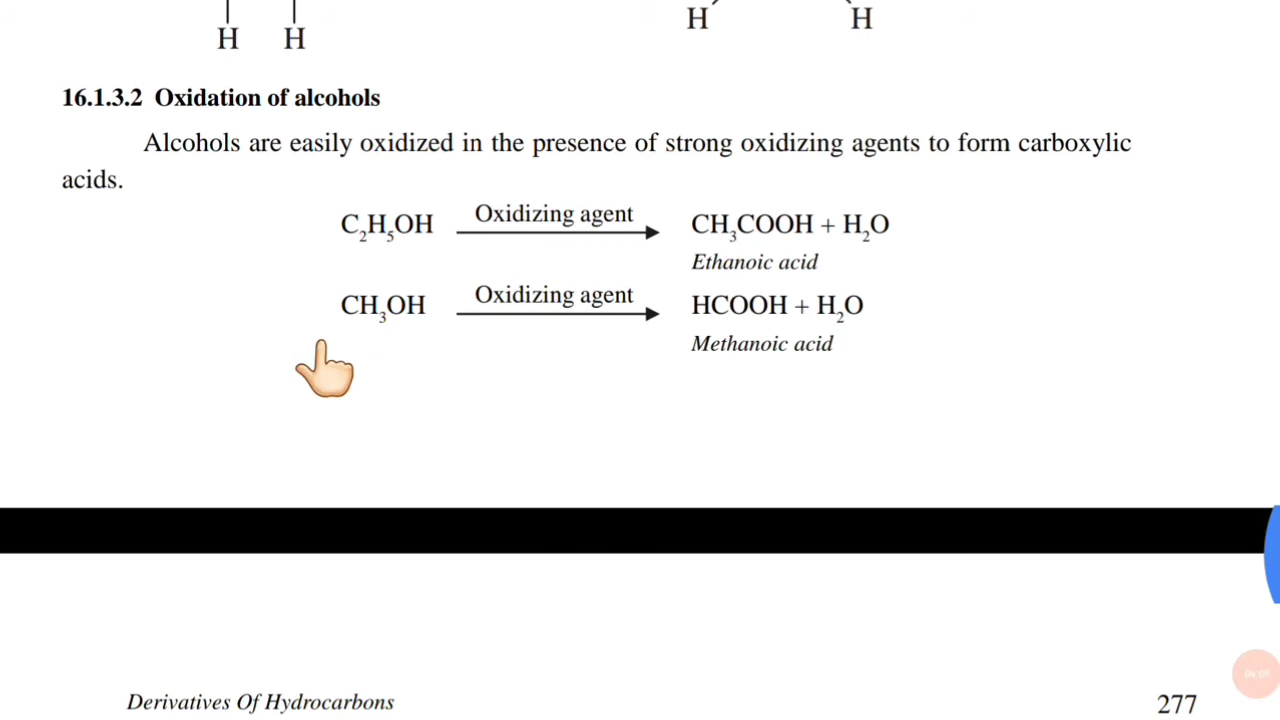 H H
H H
16.1.3.2 Oxidation of alcohols
Alcohols are easily oxidized in the presence of strong oxidizing agents to form carboxylic
acids.
C₂H₅OH Oxidizing agent CH₃COOH + H₂O
Ethanoic acid
CH₃OH Oxidizing agent HCOOH + H₂O
Methanoic acid
Derivatives Of Hydrocarbons 277